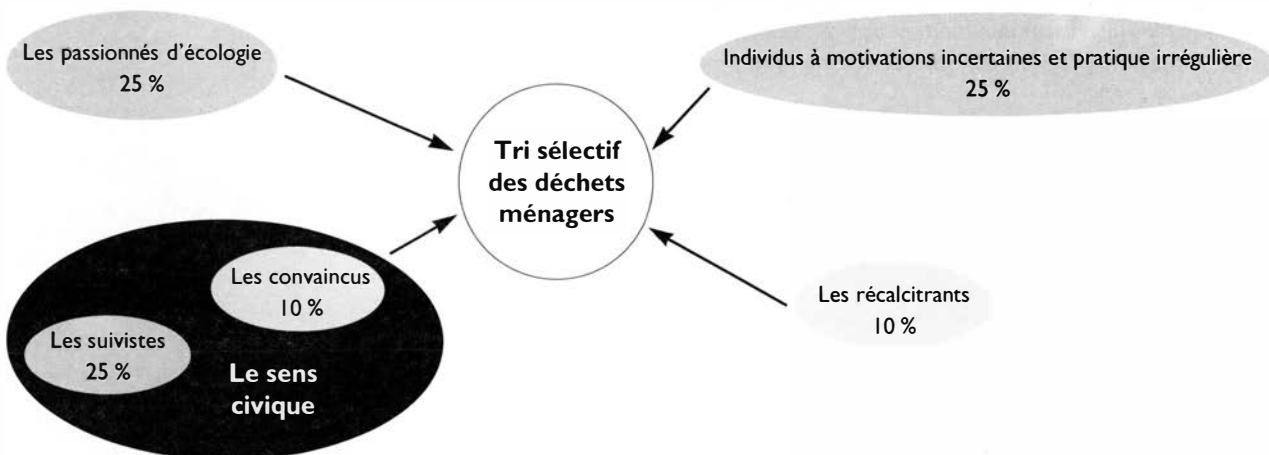 Les passionnés d'écologie
25 %
Individus à motivations incertaines et pratique irrégulière
25 %
Tri sélectif
des déchets
ménagers
Les convaincus
10 %
Les suivistes
25 %
Le sens
civique
Les récalcitrants
10 %